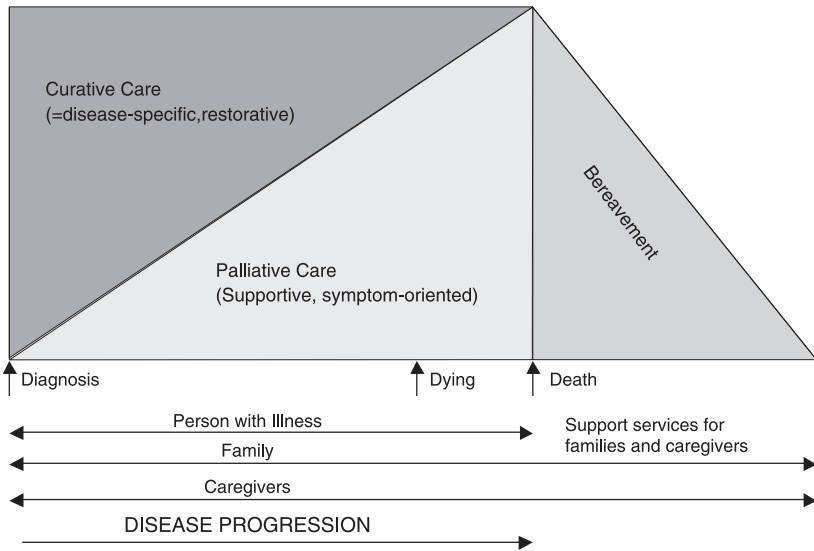 Curative Care
(=disease-specific,restorative)
Bereavement
Palliative Care
(Supportive, symptom-oriented)
Diagnosis
Dying
Death
Person with Illness
Support services for
families and caregivers
Family
Caregivers
DISEASE PROGRESSION